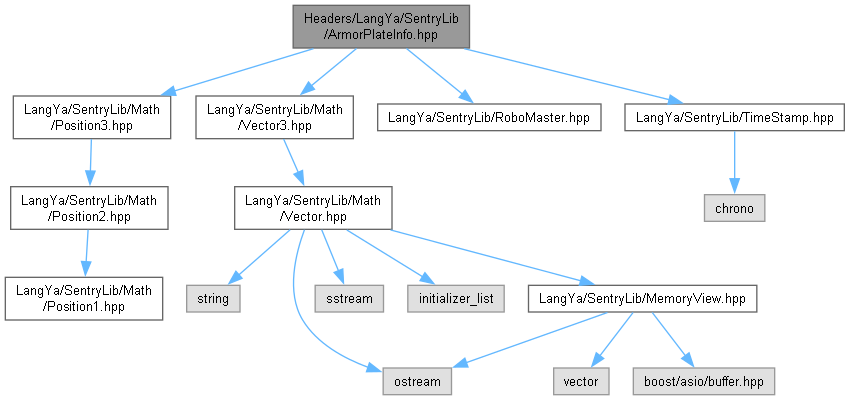 Headers/LangYa/SentryLib
/ArmorPlateInfo.hpp
LangYa/SentryLib/Math
/Position3.hpp
LangYa/SentryLib/Math
/Vector3.hpp
LangYa/SentryLib/RoboMaster.hpp
LangYa/SentryLib/TimeStamp.hpp
LangYa/SentryLib/Math
/Position2.hpp
LangYa/SentryLib/Math
/Vector.hpp
chrono
LangYa/SentryLib/Math
/Position1.hpp
string
sstream
initializer_list
LangYa/SentryLib/MemoryView.hpp
ostream
vector
boost/asio/buffer.hpp